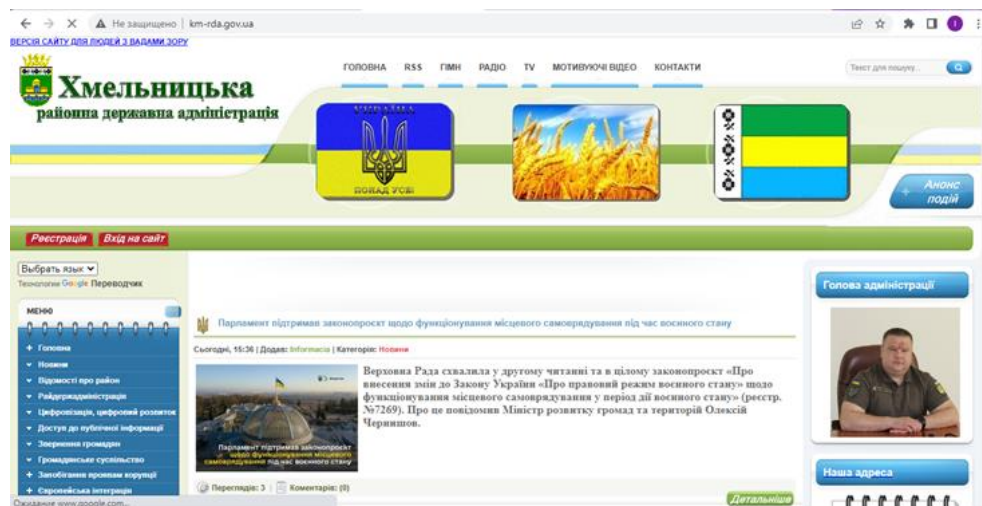 Не защищено | km-rda.gov.ua
ВЕРСІЯ САЙТУ ДЛЯ ЛЮДЕЙ З ВАДАМИ ЗОРУ
ГОЛОВНА RSS ГІМН РАДІО TV МОТИВУЮЧІ ВІДЕО КОНТАКТИ
Текст для пошуку...
Хмельницька
районна державна адміністрація
УКРАЇНА
ПОНАД УСЕ!
Анонс
подій
Реєстрація Вхід на сайт
Выбрать язык
Технологии Google Переводчик
МЕНЮ
Головна
Новини
Відомості про район
Райдержадміністрація
Цифровізація, цифровий розвиток
Доступ до публічної інформації
Звернення громадян
Громадянське суспільство
Запобігання проявам корупції
Європейська інтеграція
Ожидание www.google.com...
Парламент підтримав законопроєкт щодо функціонування місцевого самоврядування під час воєнного стану
Сьогодні, 15:36 | Додав: Informacia | Категорія: Новини
Парламент підтримав законопроєкт
щодо функціонування місцевого
самоврядування під час воєнного стану
Верховна Рада схвалила у другому читанні та в цілому законопроєкт «Про
внесення змін до Закону України «Про правовий режим воєнного стану» щодо
функціонування місцевого самоврядування у період дії воєнного стану» (реєстр.
№7269). Про це повідомив Міністр розвитку громад та територій Олексій
Чернишов.
Переглядів: 3 | Коментарів: (0)
Детальніше
Голова адміністрації
Наша адреса